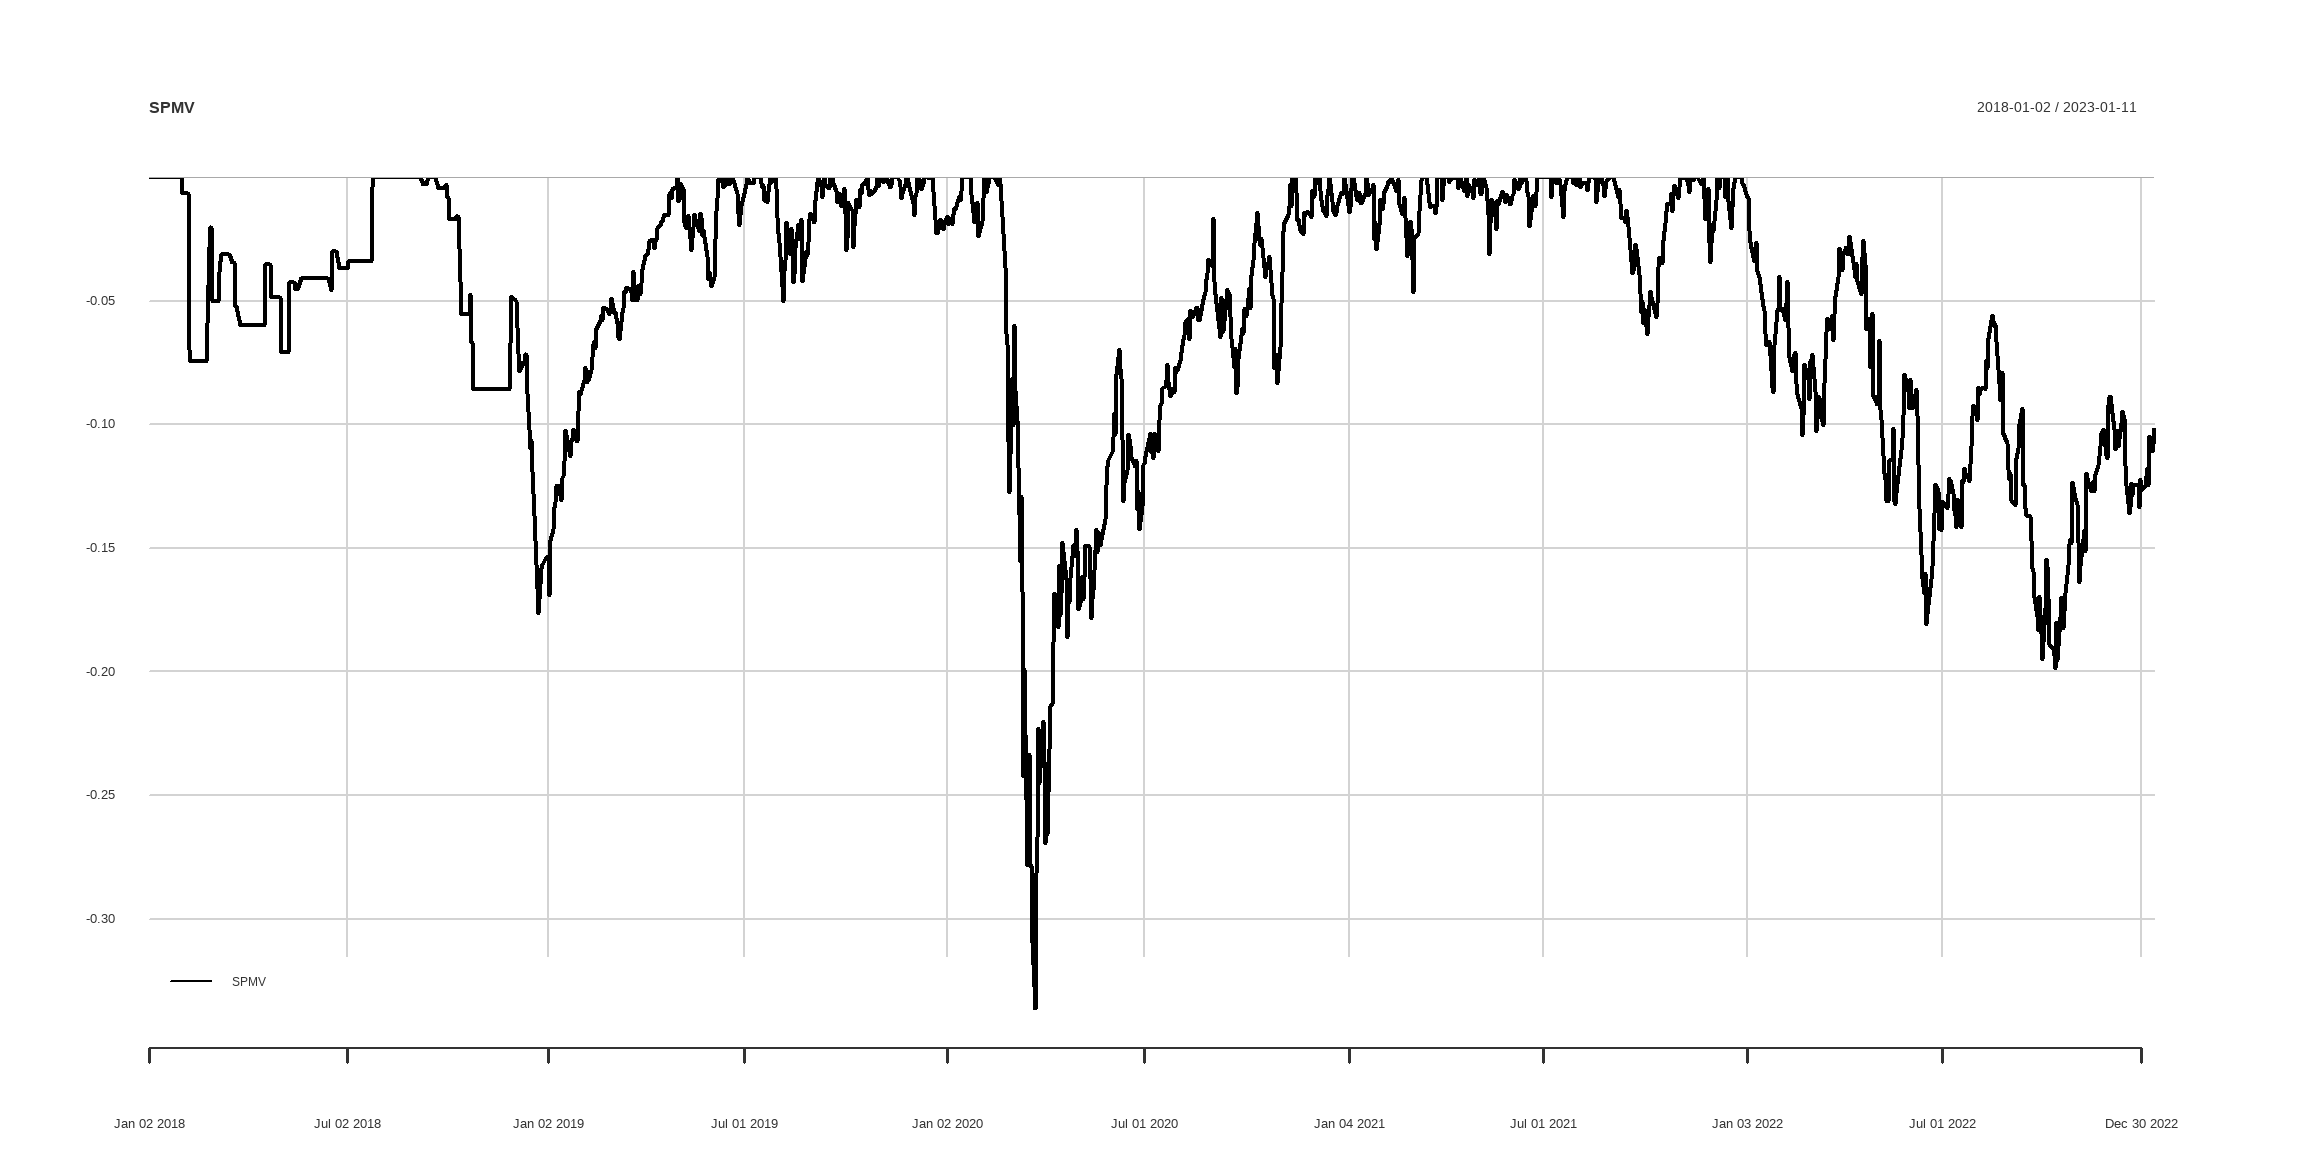 SPMV
2018-01-02 / 2023-01-11
-0.05
-0.10
-0.15
-0.20
-0.25
-0.30
SPMV
Jan 02 2018
Jul 02 2018
Jan 02 2019
Jul 01 2019
Jan 02 2020
Jul 01 2020
Jan 04 2021
Jul 01 2021
Jan 03 2022
Jul 01 2022
Dec 30 2022